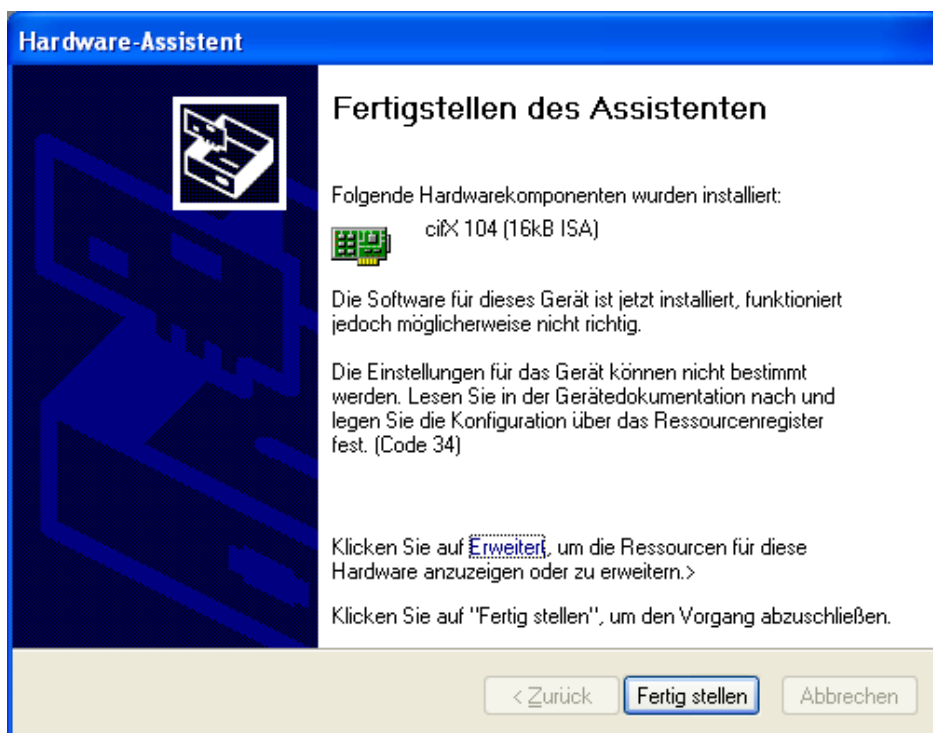 Hardware-Assistent
Fertigstellen des Assistenten
Folgende Hardwarekomponenten wurden installiert:
cifX 104 (16kB ISA)
Die Software für dieses Gerät ist jetzt installiert, funktioniert
jedoch möglicherweise nicht richtig.
Die Einstellungen für das Gerät können nicht bestimmt
werden. Lesen Sie in der Gerätedokumentation nach und
legen Sie die Konfiguration über das Ressourcenregister
fest. (Code 34)
Klicken Sie auf Erweitert, um die Ressourcen für diese
Hardware anzuzeigen oder zu erweitern.>
Klicken Sie auf "Fertig stellen", um den Vorgang abzuschließen.
< Zurück Fertig stellen Abbrechen